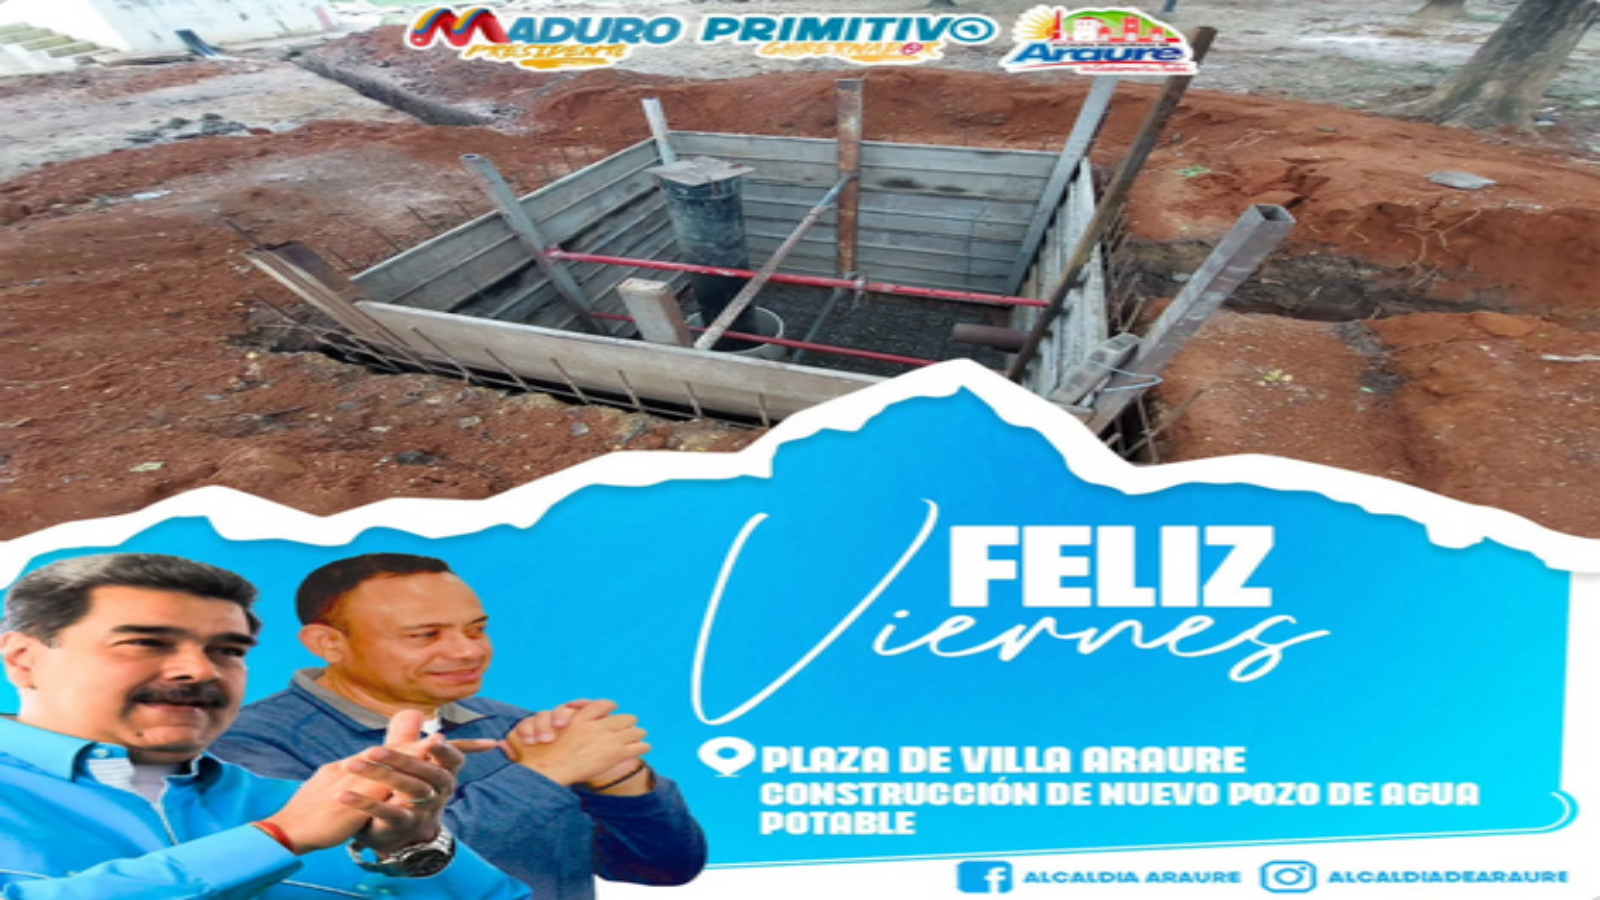 MADURO PRIMITIVO
PRESIDENTE GOBERNADOR
Araure
FELIZ
Viernes
PLAZA DE VILLA ARAURE
CONSTRUCCIÓN DE NUEVO POZO DE AGUA
POTABLE
ALCALDIA ARAURE ALCALDIADEARAURE